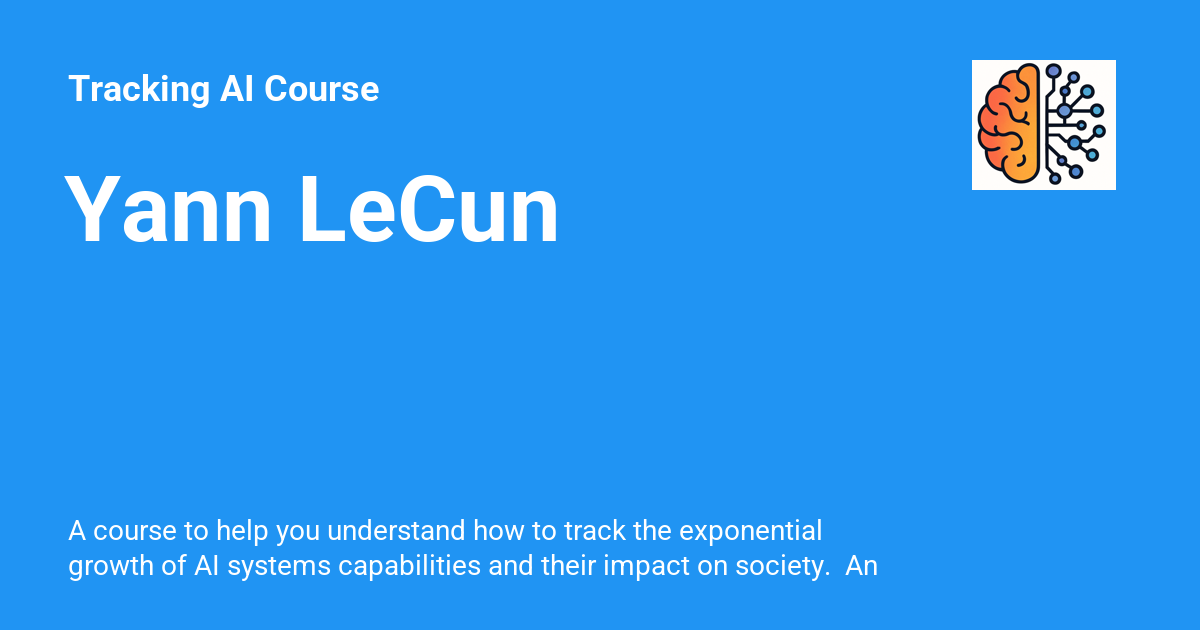 Tracking AI Course
Yann LeCun
A course to help you understand how to track the exponential
growth of AI systems capabilities and their impact on society.  An